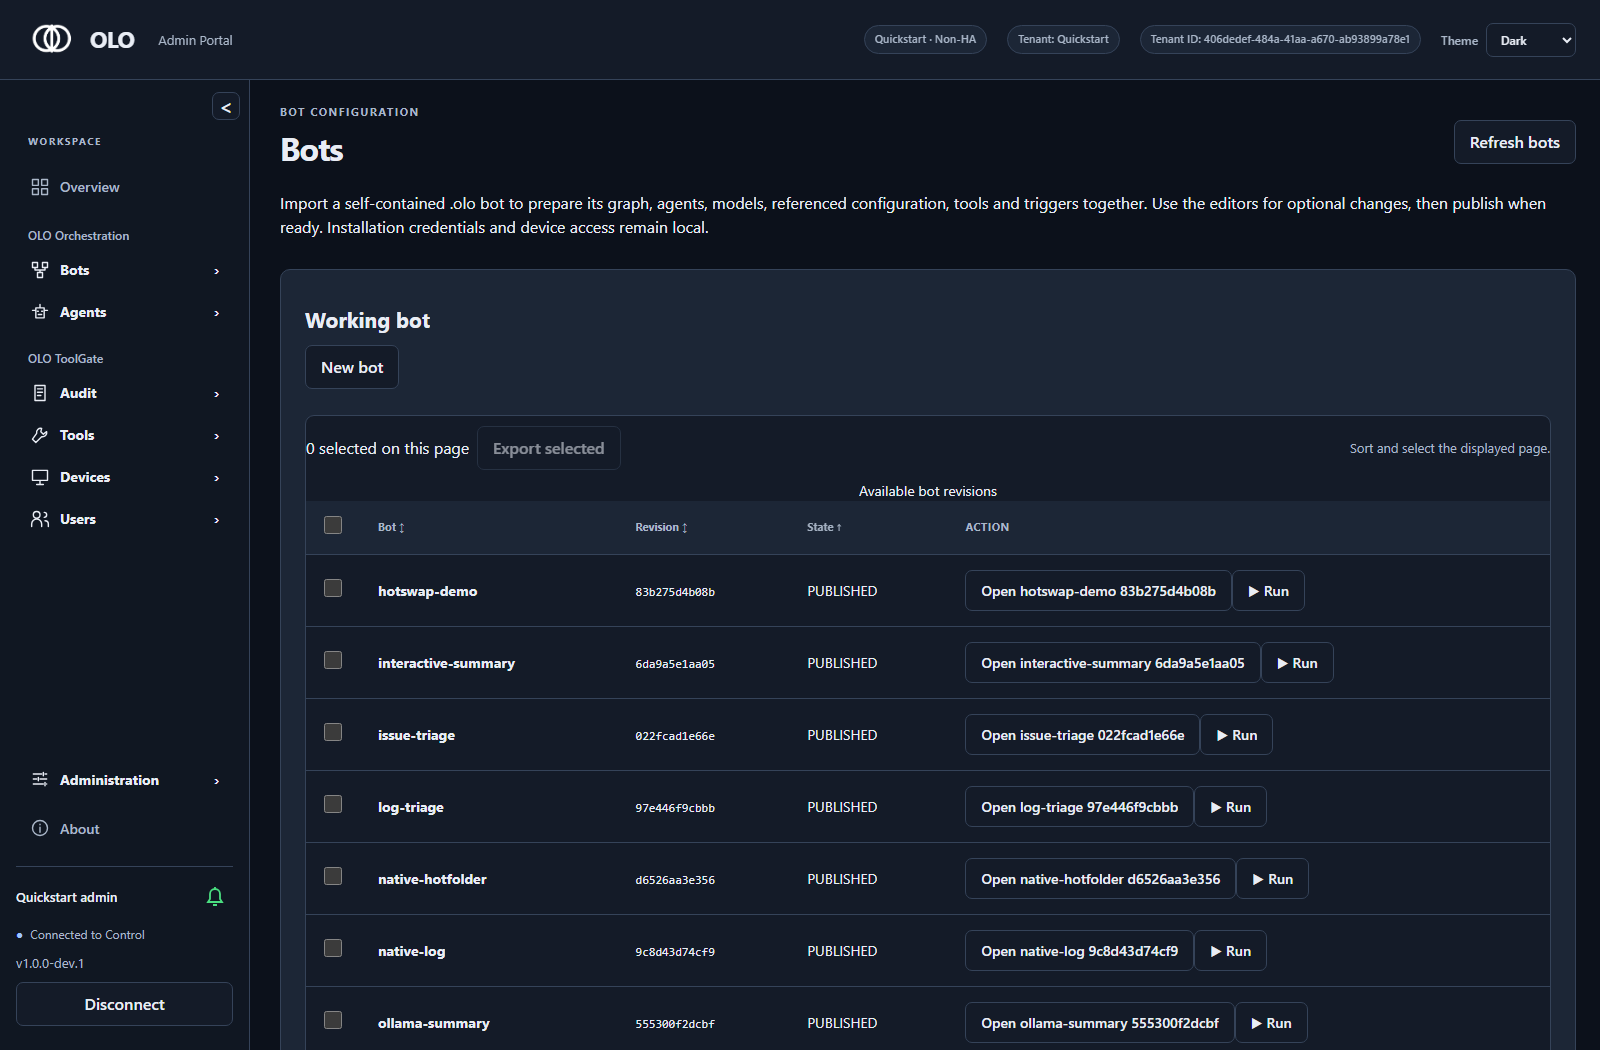 OLO Admin Portal
Quickstart · Non-HA
Tenant: Quickstart
Tenant ID: 406dedef-484a-41aa-a670-ab93899a78e1
Theme Dark
<
WORKSPACE
Overview
OLO Orchestration
Bots ›
Agents ›
OLO ToolGate
Audit ›
Tools ›
Devices ›
Users ›
Administration ›
About
Quickstart admin
• Connected to Control
v1.0.0-dev.1
Disconnect
BOT CONFIGURATION
Bots
Refresh bots
Import a self-contained .olo bot to prepare its graph, agents, models, referenced configuration, tools and triggers together. Use the editors for optional changes, then publish when
ready. Installation credentials and device access remain local.
Working bot
New bot
0 selected on this page Export selected Sort and select the displayed page.
Available bot revisions
Bot ↕ Revision ↕ State ↑ ACTION
hotswap-demo 83b275d4b08b PUBLISHED Open hotswap-demo 83b275d4b08b ▶ Run
interactive-summary 6da9a5e1aa05 PUBLISHED Open interactive-summary 6da9a5e1aa05 ▶ Run
issue-triage 022fcad1e66e PUBLISHED Open issue-triage 022fcad1e66e ▶ Run
log-triage 97e446f9cbbb PUBLISHED Open log-triage 97e446f9cbbb ▶ Run
native-hotfolder d6526aa3e356 PUBLISHED Open native-hotfolder d6526aa3e356 ▶ Run
native-log 9c8d43d74cf9 PUBLISHED Open native-log 9c8d43d74cf9 ▶ Run
ollama-summary 555300f2dcbf PUBLISHED Open ollama-summary 555300f2dcbf ▶ Run